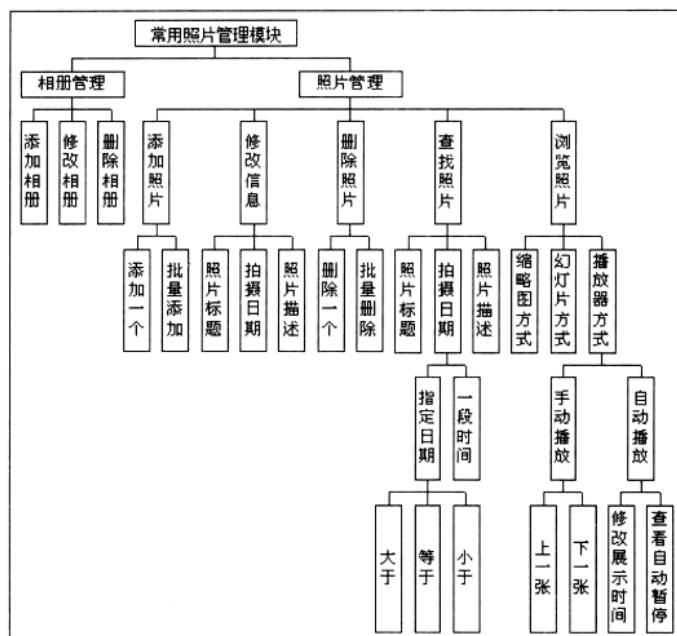 常用照片管理模块
相册管理
照片管理
添加相册
修改相册
删除相册
添加照片
修改信息
删除照片
查找照片
浏览照片
添加一个
批量添加
照片标题
拍摄日期
照片描述
删除一个
批量删除
照片标题
拍摄日期
照片描述
缩略图方式
幻灯片方式
播放器方式
指定日期
一段时间
手动播放
自动播放
大于
等于
小于
上一张
下一张
修改展示时间
查看自动暂停